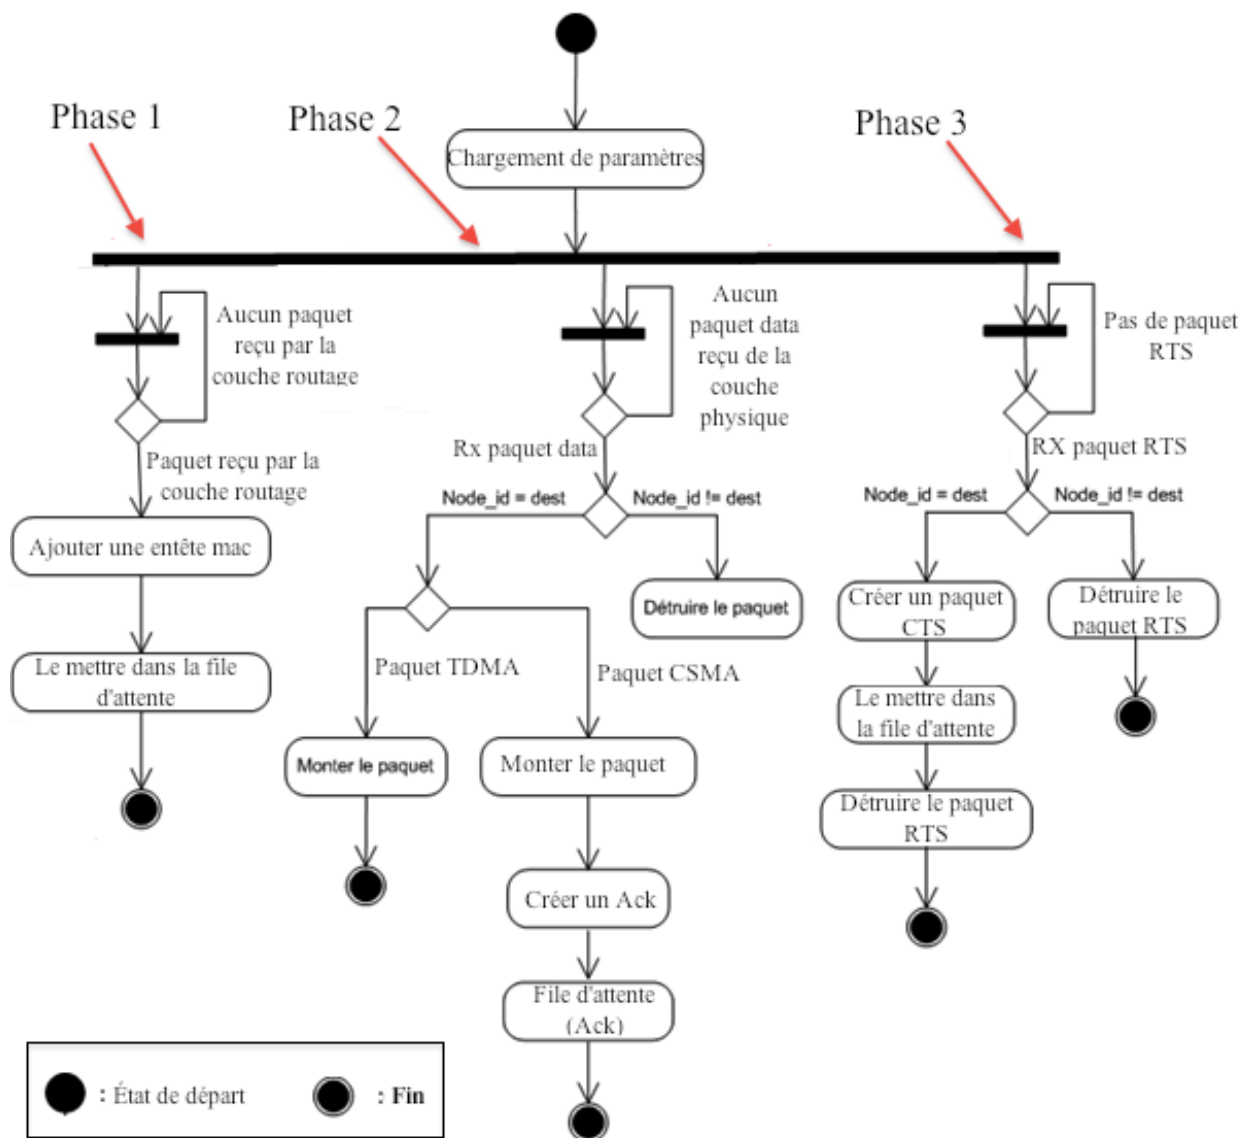 Phase 1
Phase 2
Phase 3
Chargement de paramètres
Aucun paquet
reçu par la
couche routage
Paquet reçu par la
couche routage
Ajouter une entête mac
Le mettre dans la file
d'attente
Aucun
paquet data
reçu de la
couche
physique
Rx paquet data
Node_id = dest
Node_id != dest
Détruire le paquet
Paquet TDMA
Paquet CSMA
Monter le paquet
Monter le paquet
Créer un Ack
File d'attente
(Ack)
Pas de paquet
RTS
RX paquet RTS
Node_id = dest
Node_id != dest
Créer un paquet
CTS
Détruire le
paquet RTS
Le mettre dans
la file d'attente
Détruire le paquet
RTS
: État de départ
: Fin